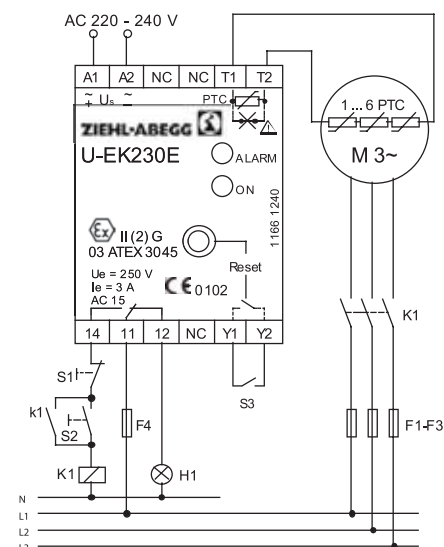 AC 220 - 240 V
A1 A2 NC NC T1 T2
~ + Us ~ − PTC
ZIEHL-ABEGG
U-EK230E
ALARM
ON
1 ... 6 PTC
M 3~
II (2) G
03 ATEX 3045
1166 1240
Ue = 250 V
Ie = 3 A
AC 15
CE 0102
Reset
14 11 12 NC Y1 Y2
K1
S1
S3
k1
S2
F4
F1-F3
K1
H1
N
L1
L2
L3